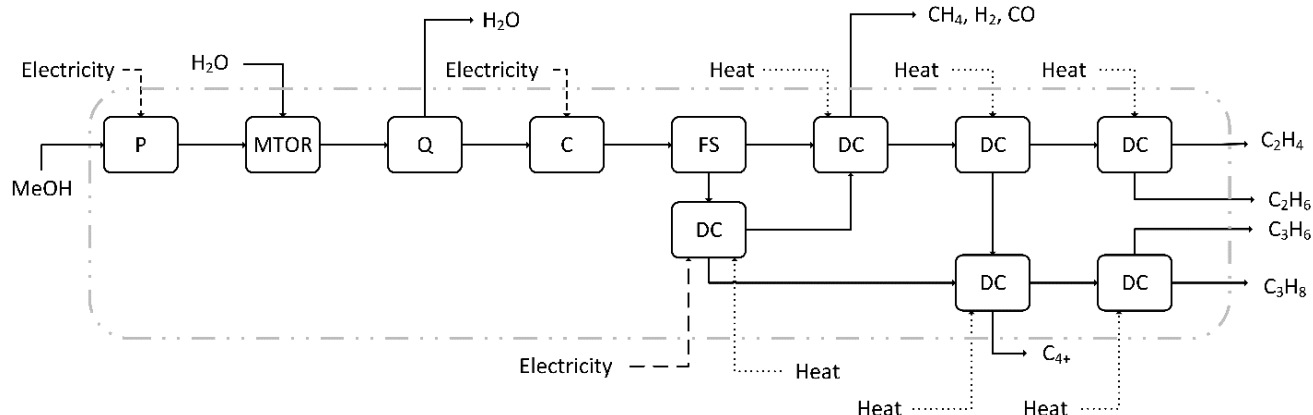 H₂O
CH₄, H₂, CO
Electricity
H₂O
Electricity
Heat
Heat
Heat
P
MTOR
Q
C
FS
DC
DC
DC
C₂H₄
MeOH
C₂H₆
DC
C₃H₆
DC
DC
C₃H₈
C₄₊
Electricity
Heat
Heat
Heat